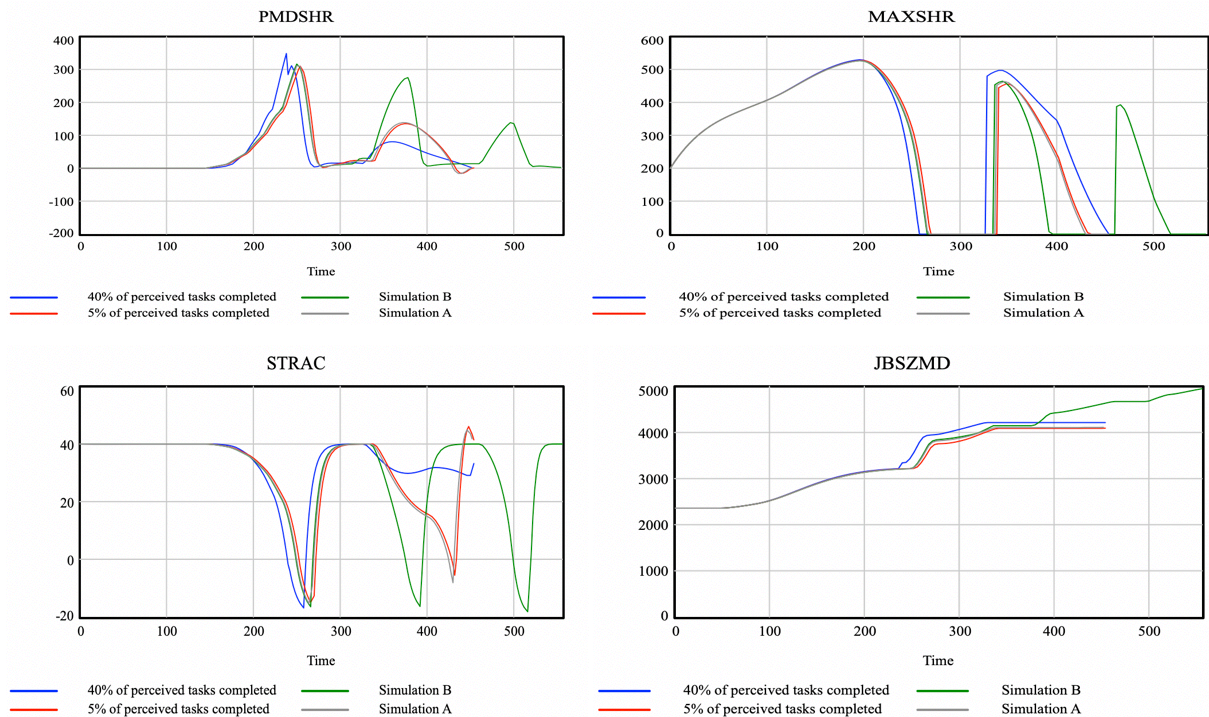 PMDSHR
400
300
200
100
0
-100
-200
0 100 200 300 400 500
Time
40% of perceived tasks completed Simulation B
5% of perceived tasks completed Simulation A
MAXSHR
600
500
400
300
200
100
0
0 100 200 300 400 500
Time
40% of perceived tasks completed Simulation B
5% of perceived tasks completed Simulation A
STRAC
60
40
20
0
-20
0 100 200 300 400 500
Time
40% of perceived tasks completed Simulation B
5% of perceived tasks completed Simulation A
JBSZMD
5000
4000
3000
2000
1000
0
0 100 200 300 400 500
Time
40% of perceived tasks completed Simulation B
5% of perceived tasks completed Simulation A